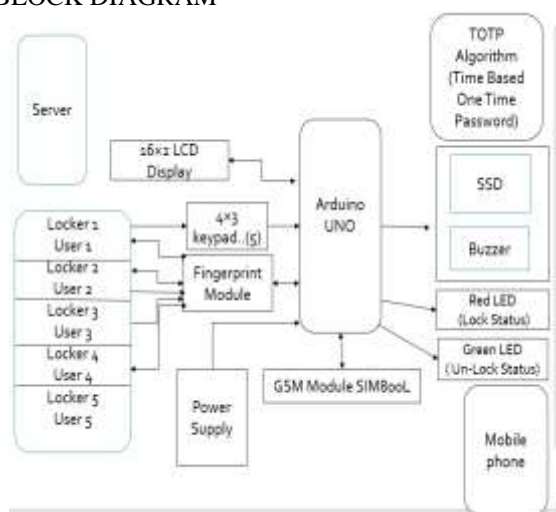 BLOCK DIAGRAM
TOTP
Algorithm
(Time Based
One Time
Password)
Server
16×2 LCD
Display
SSD
Buzzer
Arduino
UNO
4×3
keypad..(5)
Fingerprint
Module
Locker 1
User 1
Locker 2
User 2
Locker 3
User 3
Locker 4
User 4
Locker 5
User 5
Red LED
(Lock Status)
Green LED
(Un-Lock Status)
GSM Module SIM800L
Power
Supply
Mobile
phone